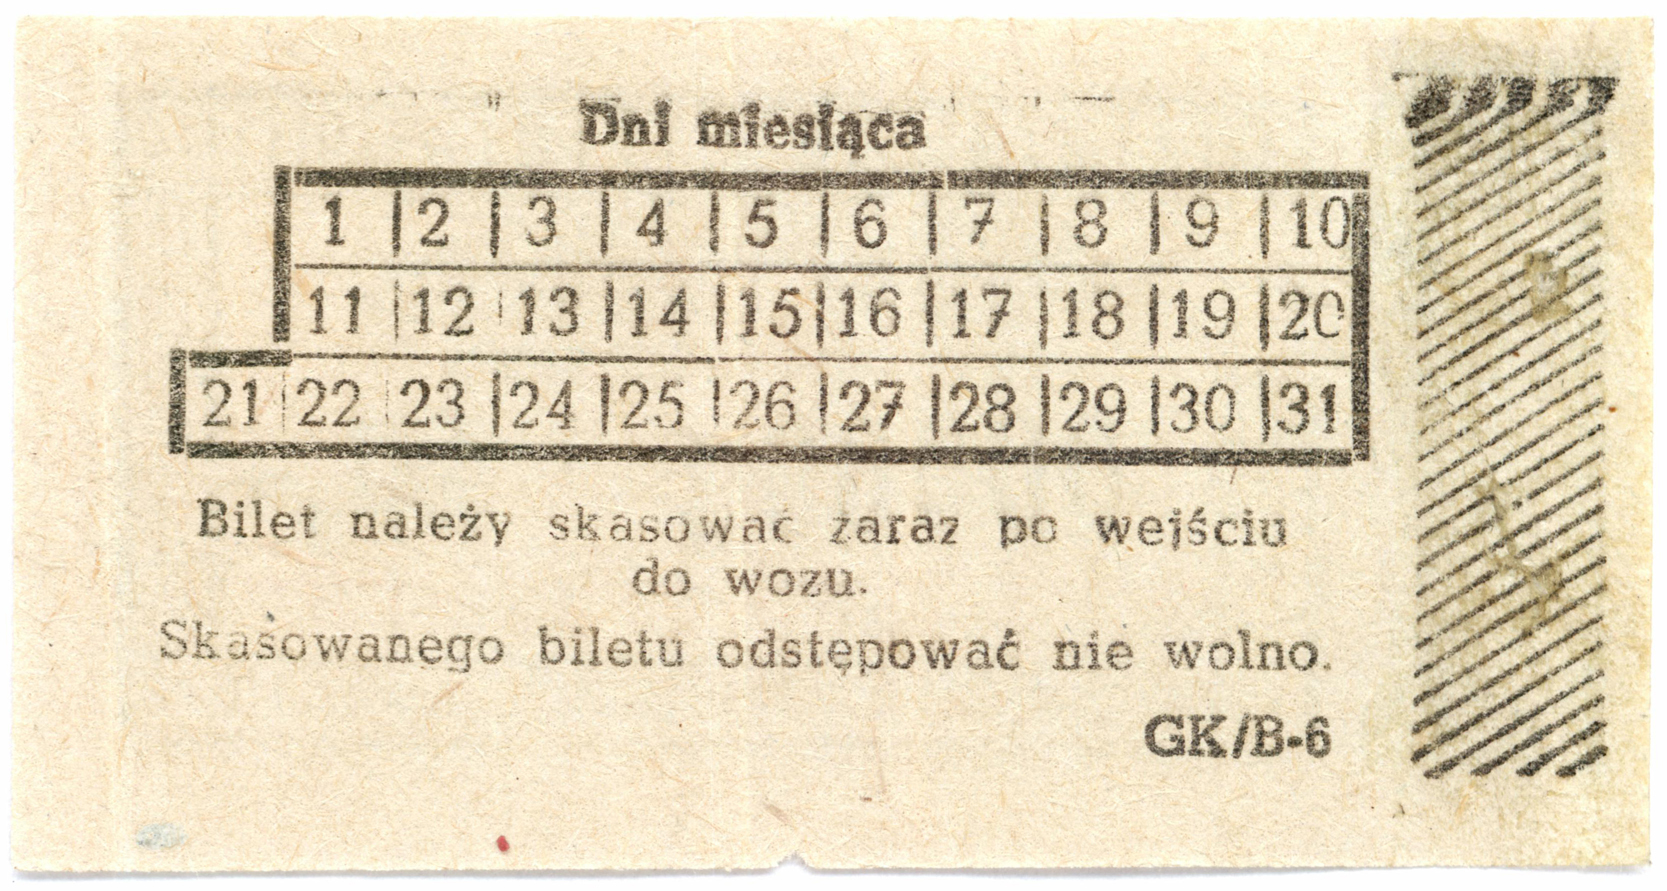 Dni miesiąca
1 | 2 | 3 | 4 | 5 | 6 | 7 | 8 | 9 | 10
11 | 12 | 13 | 14 | 15 | 16 | 17 | 18 | 19 | 20
21 | 22 | 23 | 24 | 25 | 26 | 27 | 28 | 29 | 30 | 31
Bilet należy skasować zaraz po wejściu
do wozu.
Skasowanego biletu odstępować nie wolno.
GK/B-6